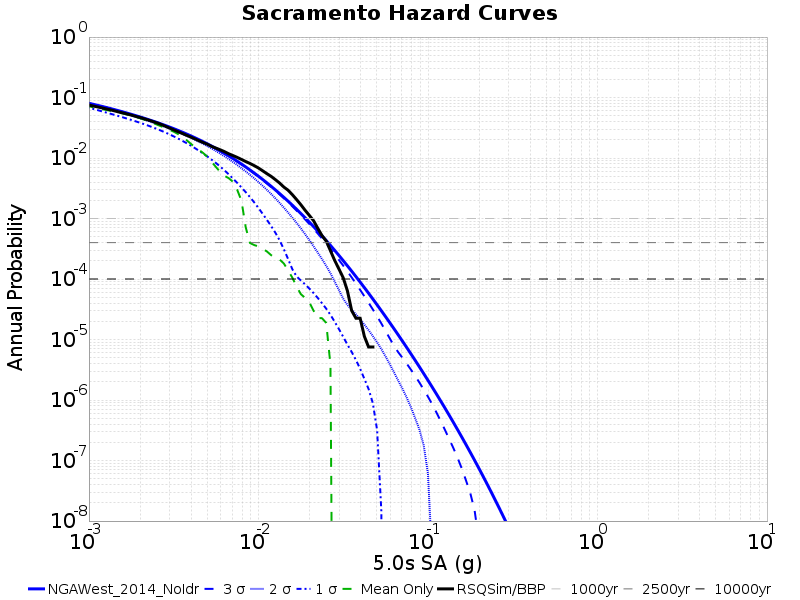 Sacramento Hazard Curves
10^0
10^-1
10^-2
10^-3
10^-4
10^-5
10^-6
10^-7
10^-8
Annual Probability
10^-3 10^-2 10^-1 10^0 10^1
5.0s SA (g)
NGAWest_2014_NoIdr 3 σ 2 σ 1 σ Mean Only RSQSim/BBP 1000yr 2500yr 10000yr